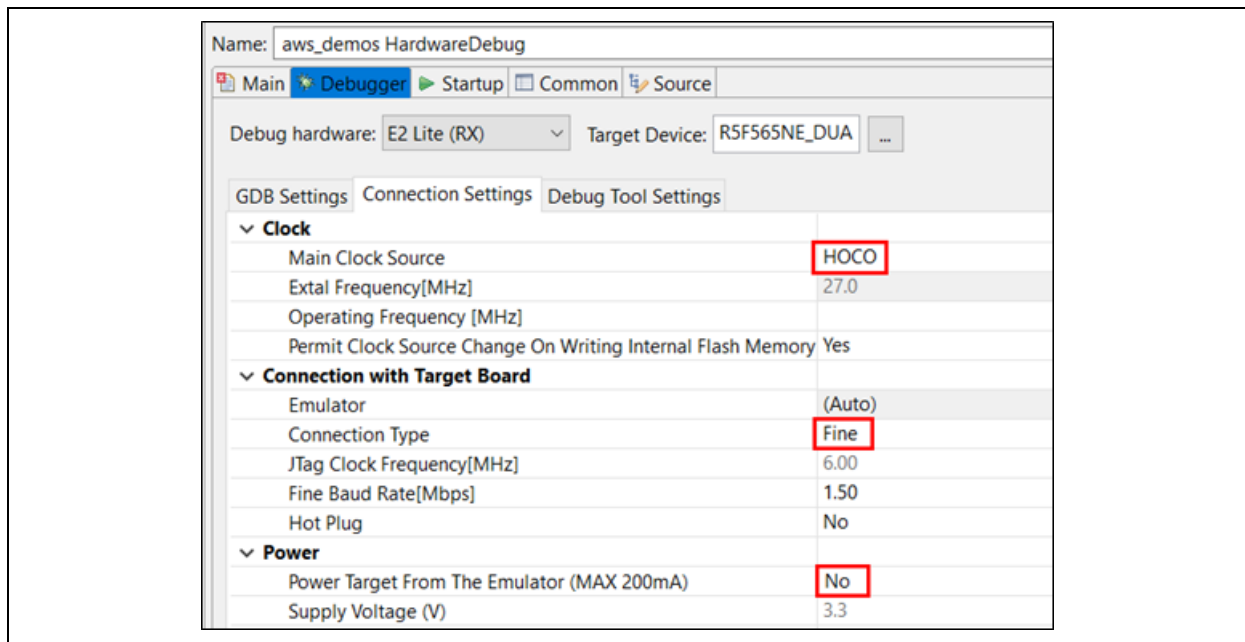 Name: aws_demos HardwareDebug
Main Debugger Startup Common Source
Debug hardware: E2 Lite (RX) Target Device: R5F565NE_DUA ...
GDB Settings Connection Settings Debug Tool Settings
Clock
Main Clock Source HOCO
Extal Frequency[MHz] 27.0
Operating Frequency [MHz]
Permit Clock Source Change On Writing Internal Flash Memory Yes
Connection with Target Board
Emulator (Auto)
Connection Type Fine
JTag Clock Frequency[MHz] 6.00
Fine Baud Rate[Mbps] 1.50
Hot Plug No
Power
Power Target From The Emulator (MAX 200mA) No
Supply Voltage (V) 3.3